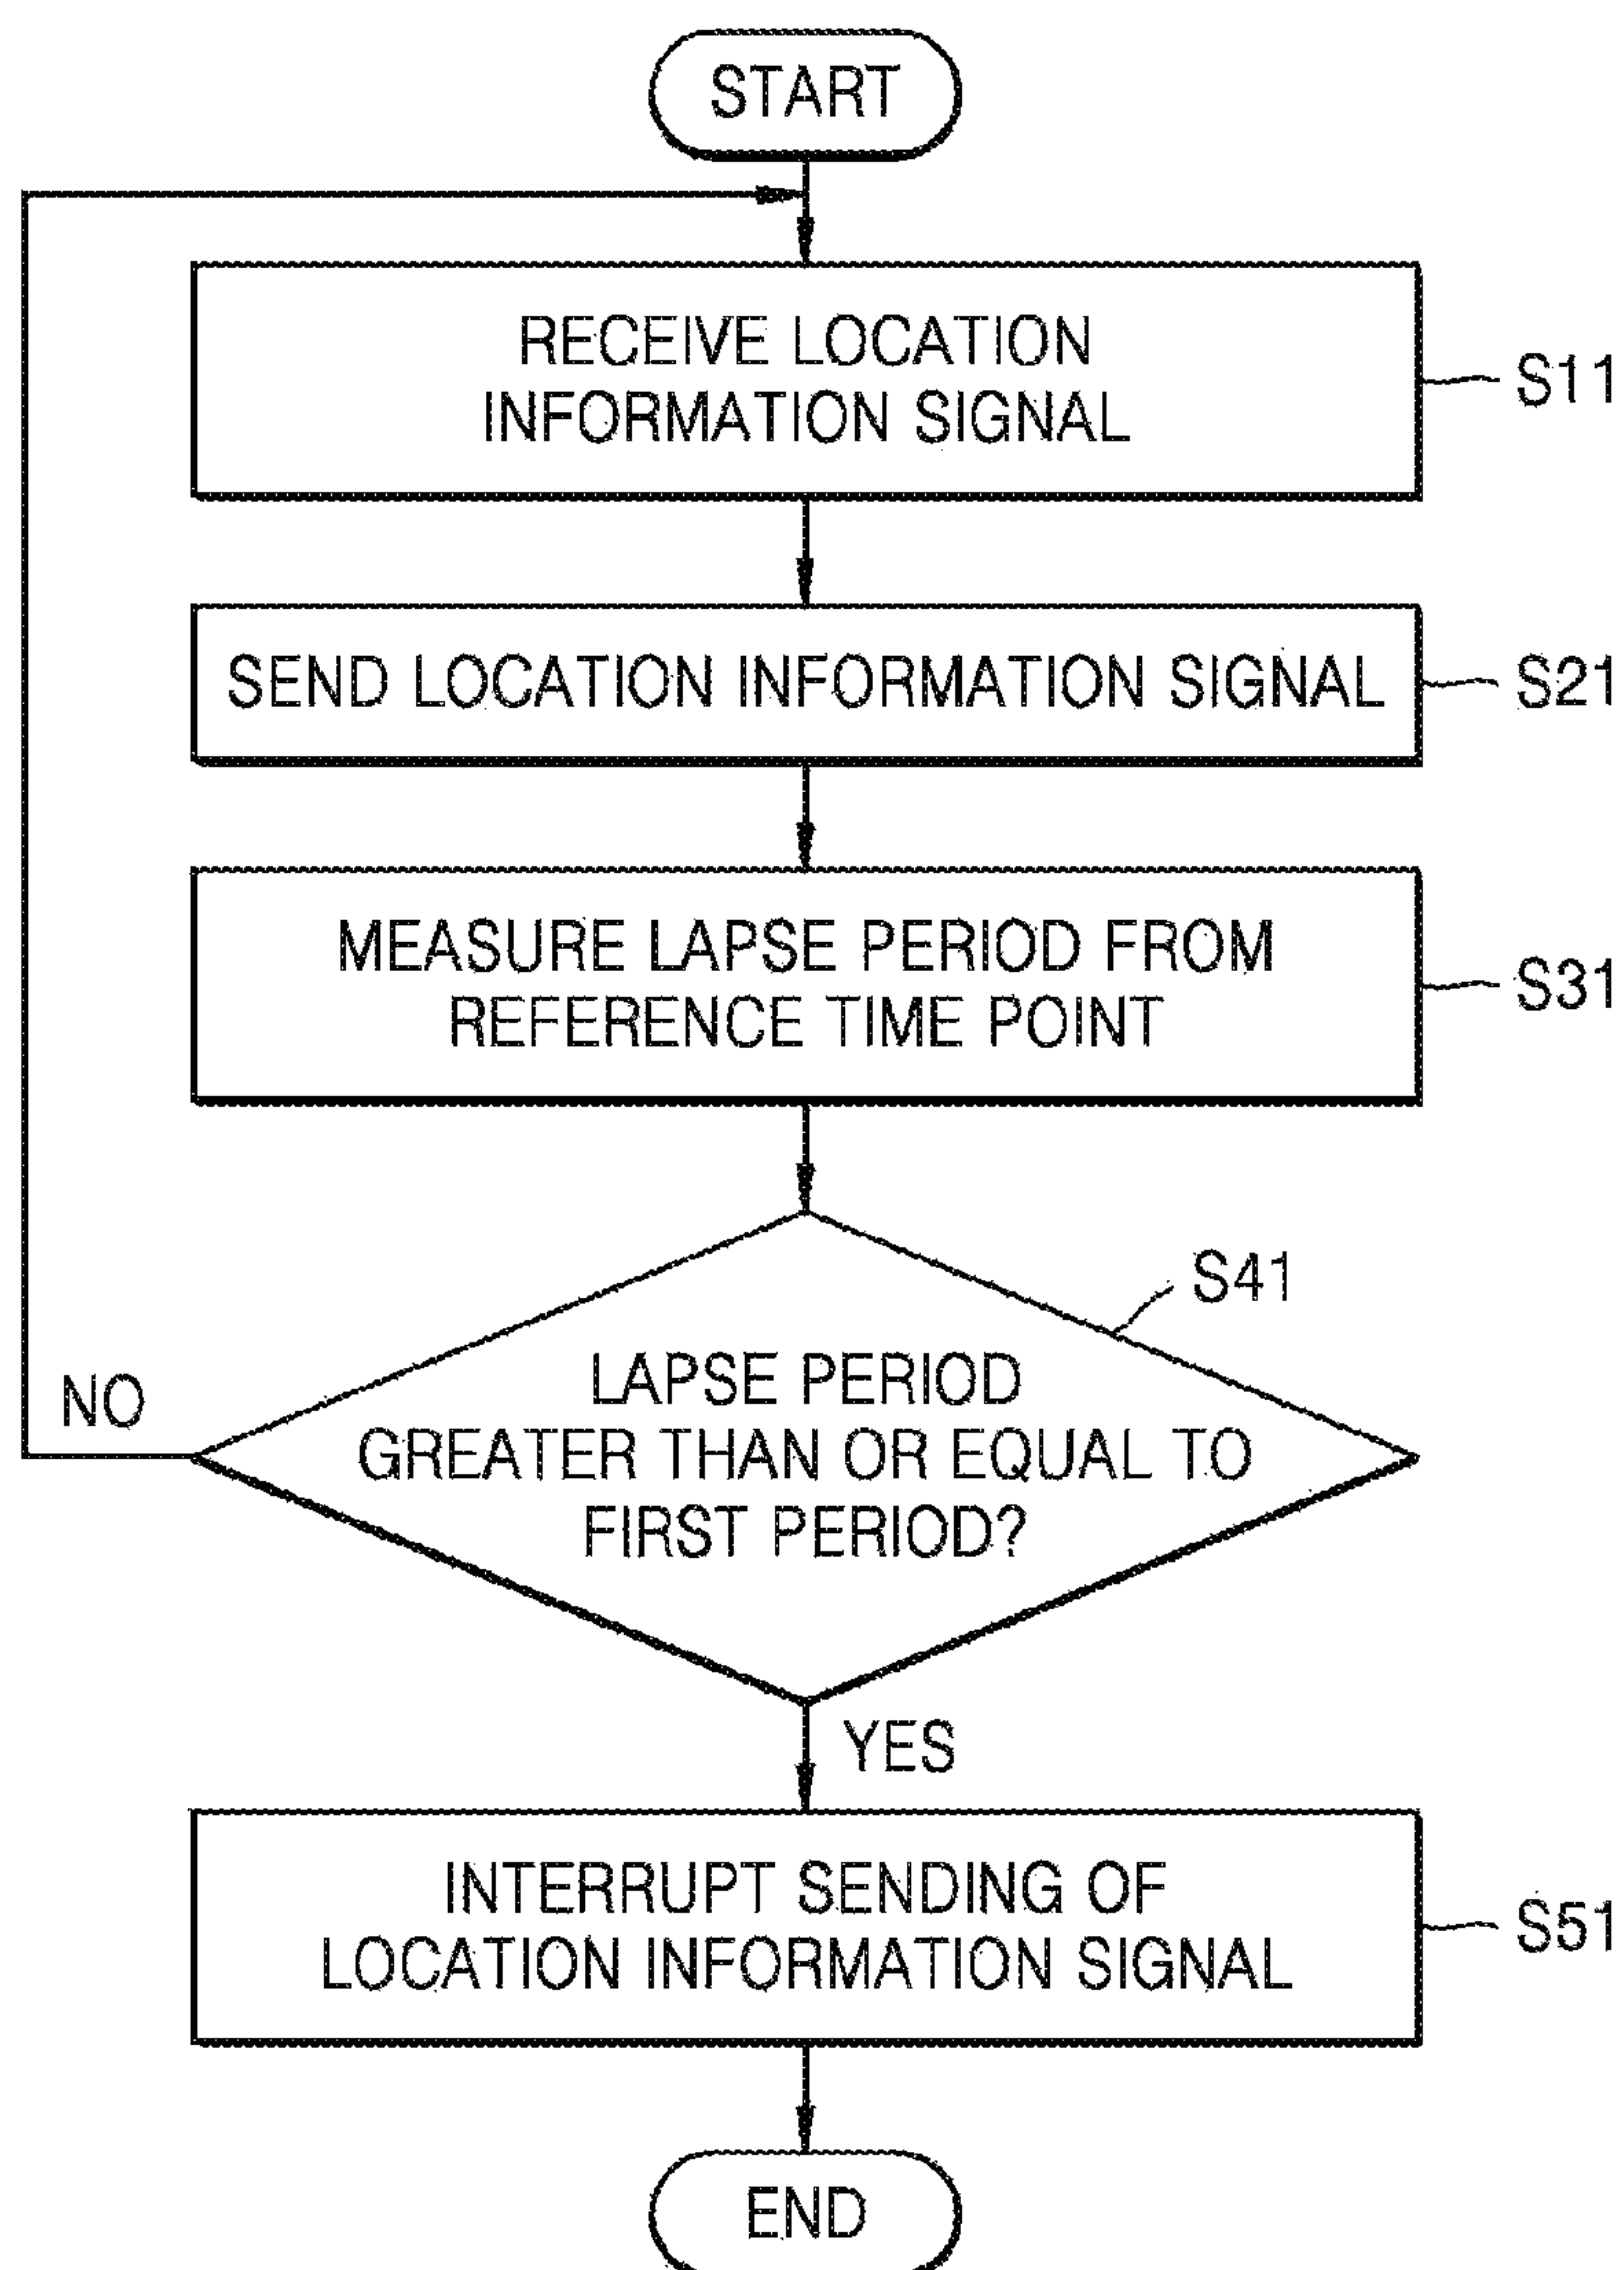 START
RECEIVE LOCATION
INFORMATION SIGNAL
S11
SEND LOCATION INFORMATION SIGNAL
S21
MEASURE LAPSE PERIOD FROM
REFERENCE TIME POINT
S31
S41
LAPSE PERIOD
GREATER THAN OR EQUAL TO
FIRST PERIOD?
NO
YES
INTERRUPT SENDING OF
LOCATION INFORMATION SIGNAL
S51
END